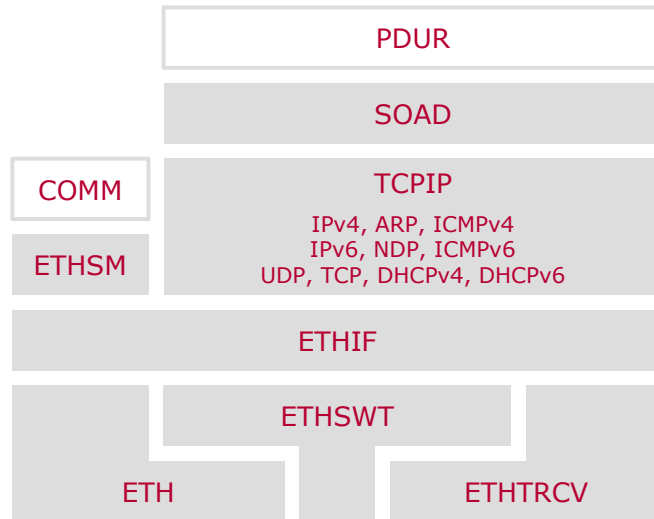 PDUR
SOAD
COMM
TCPIP
IPv4, ARP, ICMPv4
IPv6, NDP, ICMPv6
UDP, TCP, DHCPv4, DHCPv6
ETHSM
ETHIF
ETHSWT
ETH
ETHTRCV